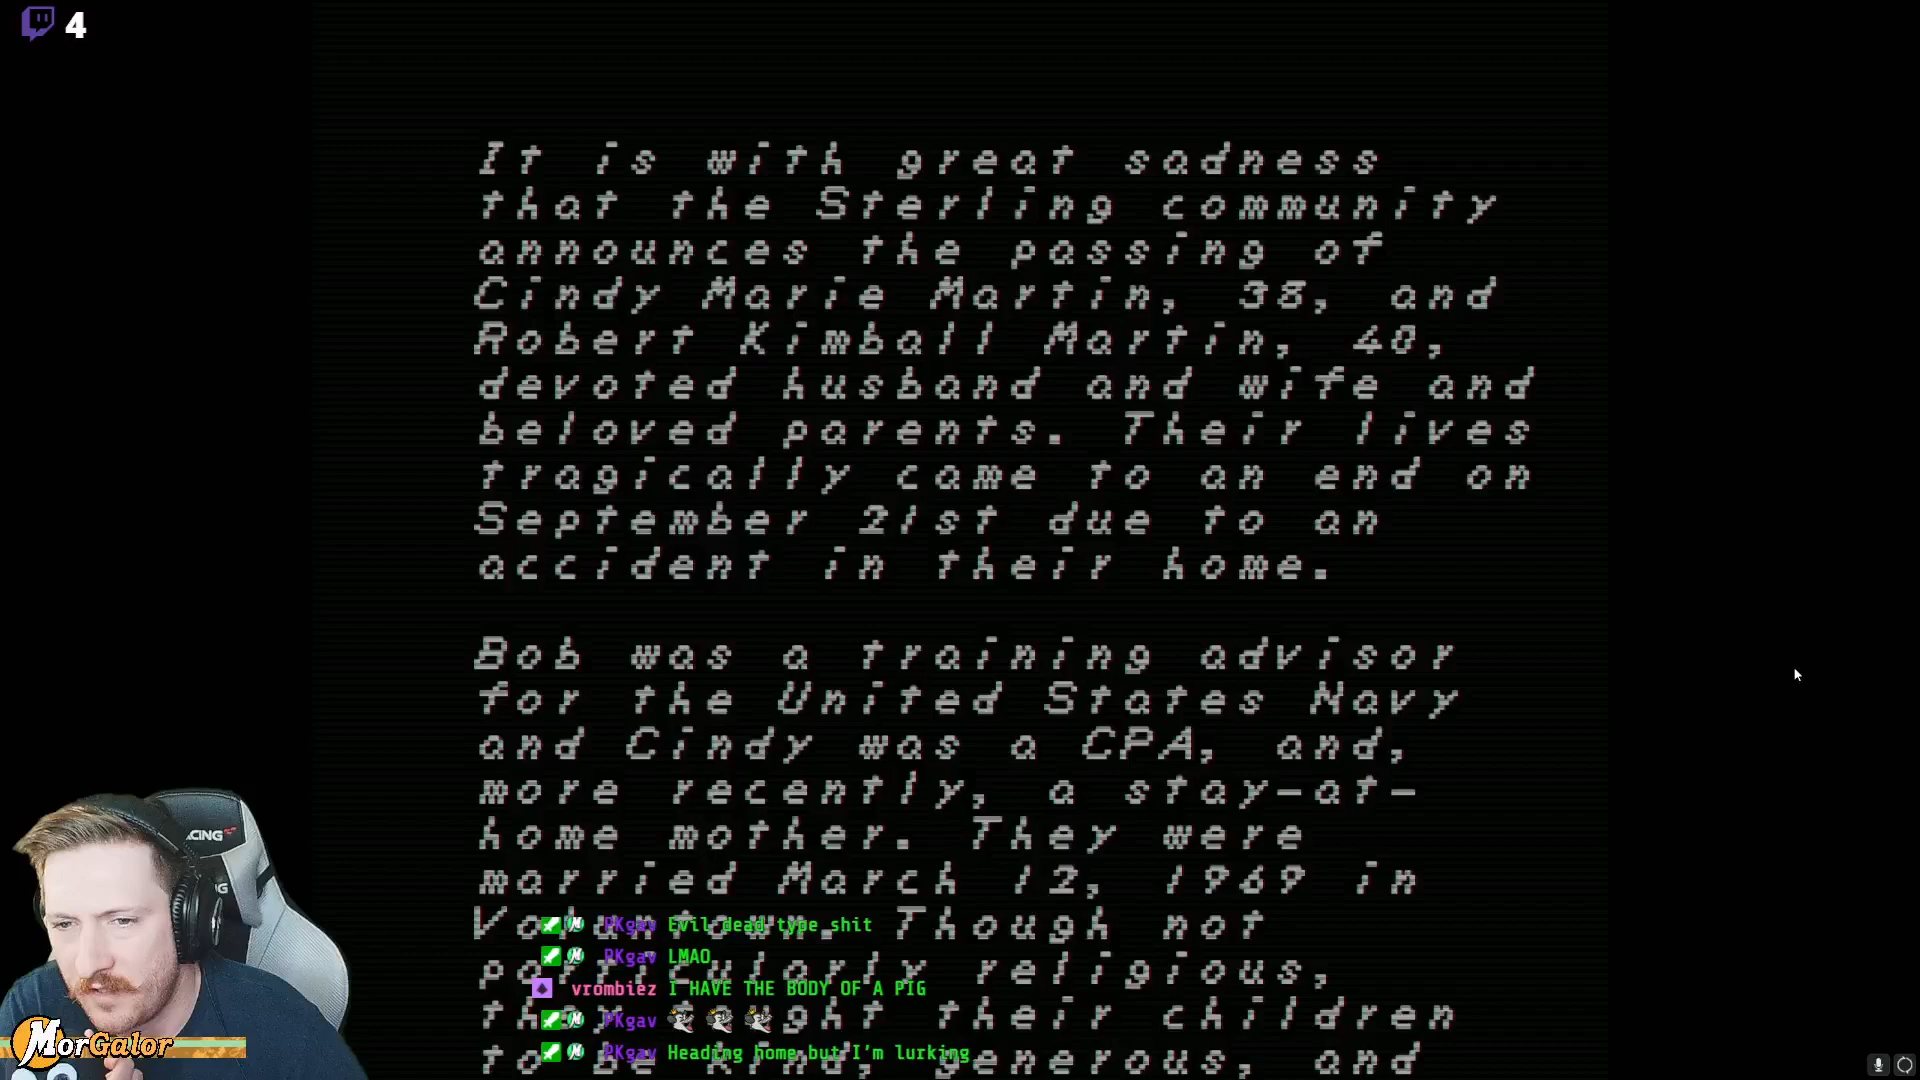 4
It is with great sadness
that the Sterling community
announces the passing of
Cindy Marie Martin, 38, and
Robert Kimball Martin, 40,
devoted husband and wife and
beloved parents. Their lives
tragically came to an end on
September 21st due to an
accident in their home.
Bob was a training advisor
for the United States Navy
and Cindy was a CPA, and,
more recently, a stay-at-
home mother. They were
married March 12, 1969 in
Though not
particularly religious,
their children
to be kind, generous, and
PKgav Evil dead type shit
PKgav LMAO
vrombiez I HAVE THE BODY OF A PIG
PKgav
PKgav Heading home but I'm lurking
MorGalor